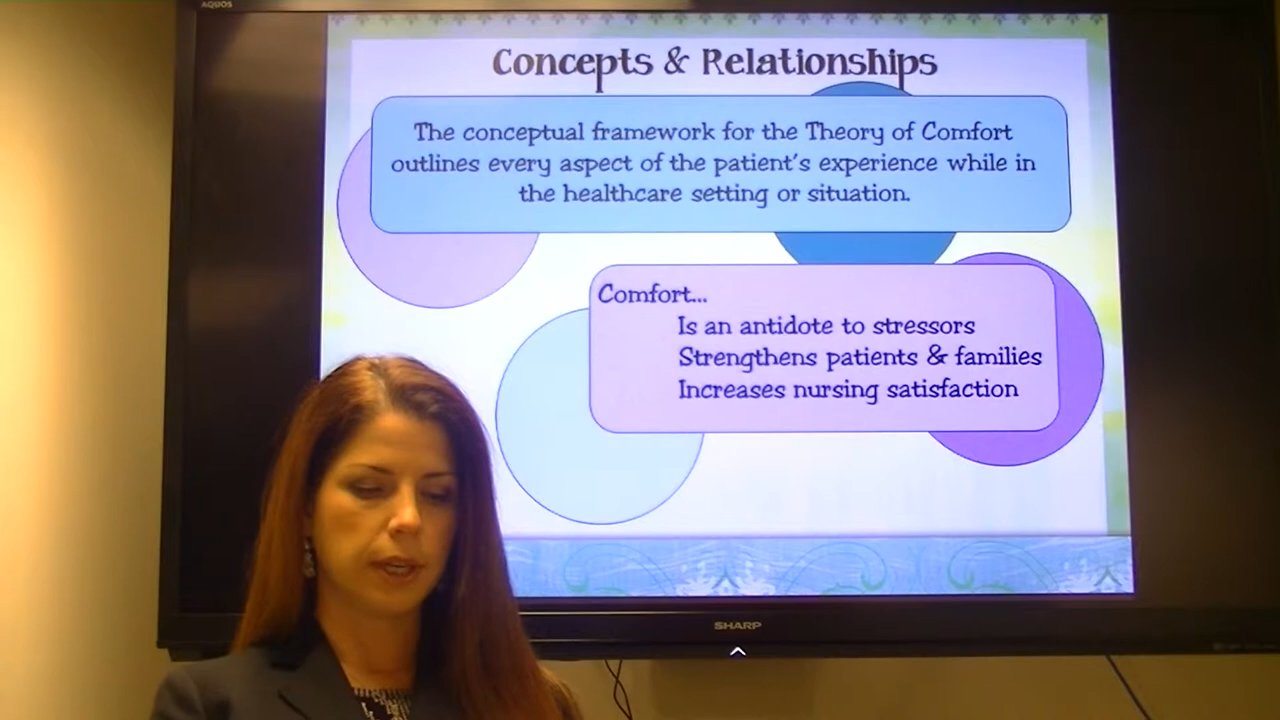 AQUOS
Concepts & Relationships
The conceptual framework for the Theory of Comfort
outlines every aspect of the patient's experience while in
the healthcare setting or situation.
Comfort...
Is an antidote to stressors
Strengthens patients & families
Increases nursing satisfaction
SHARP